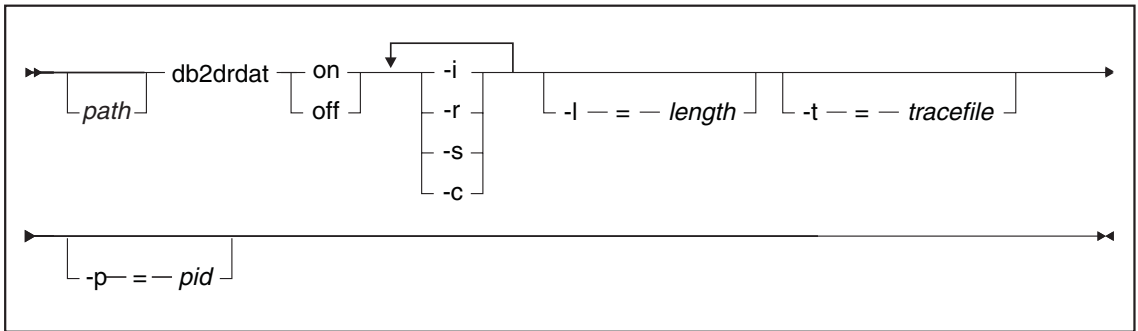 db2drdat on -i
path off -r -l = length -t = tracefile
-s
-c
-p = pid